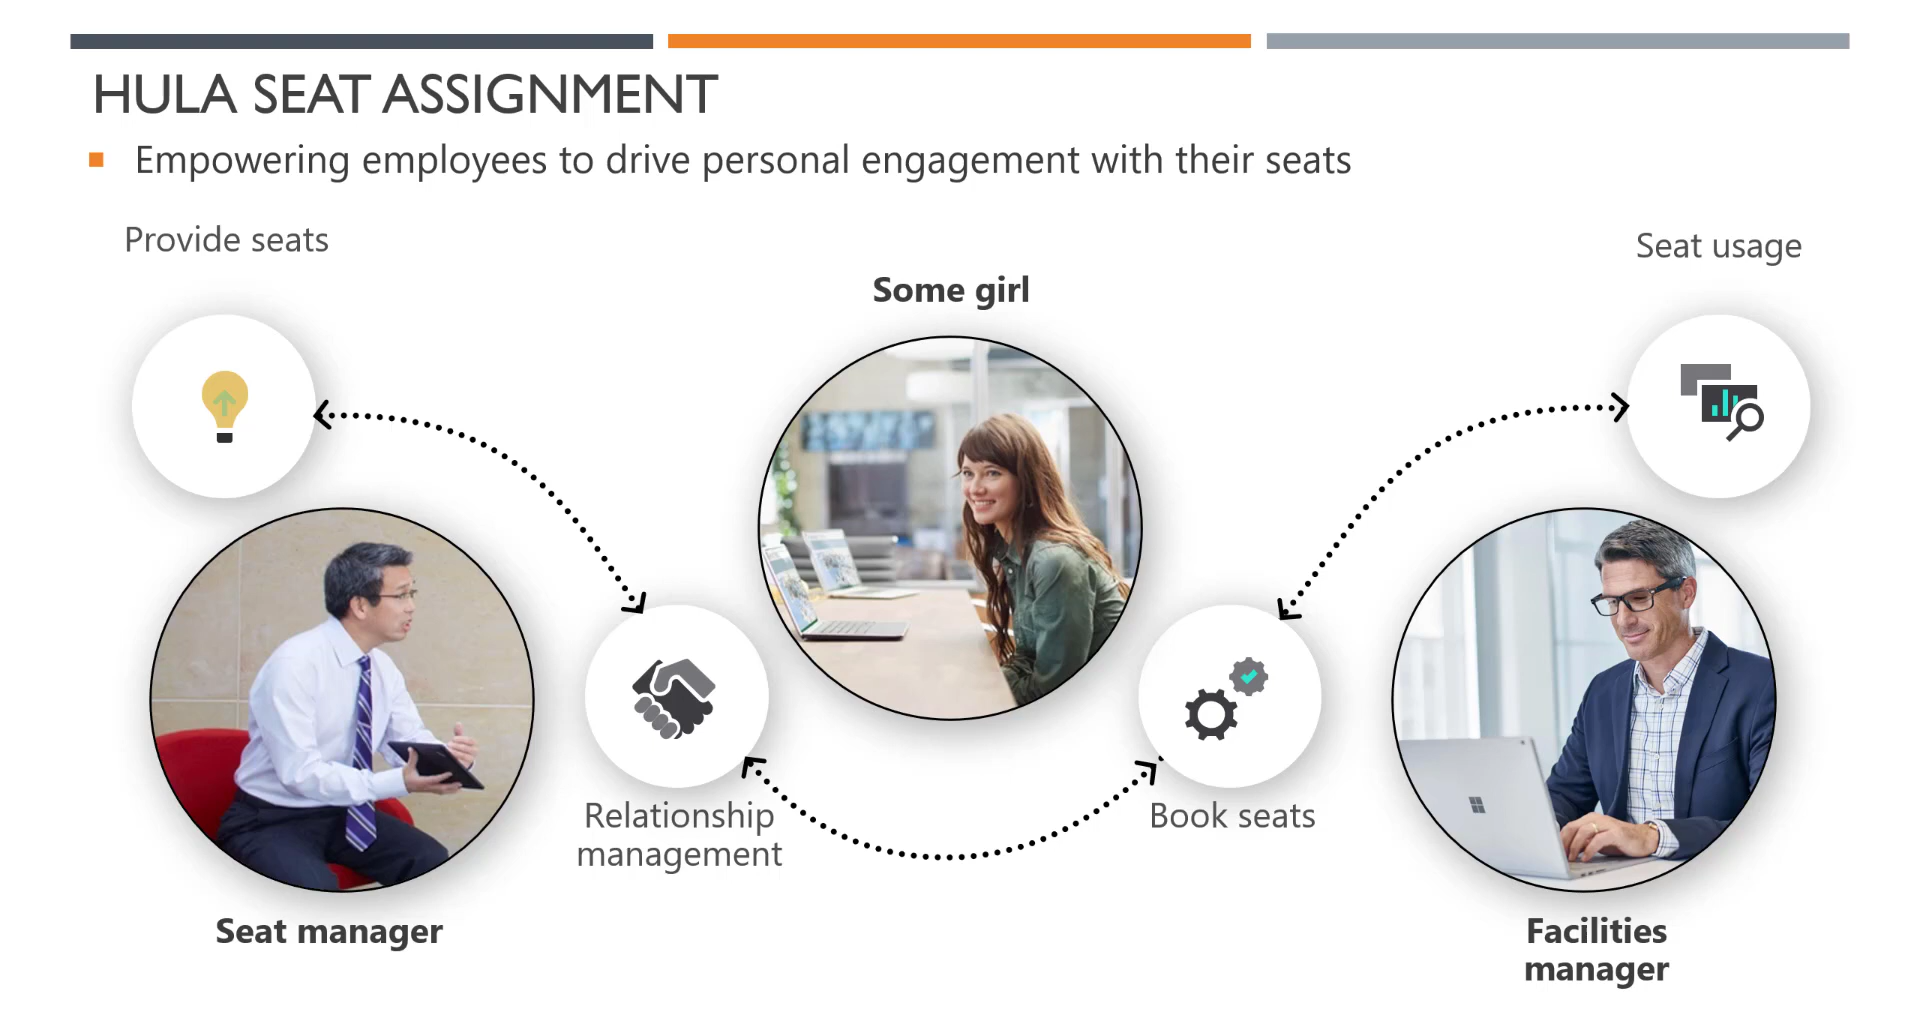 HULA SEAT ASSIGNMENT
Empowering employees to drive personal engagement with their seats
Provide seats
Seat usage
Some girl
Relationship
management
Book seats
Seat manager
Facilities
manager